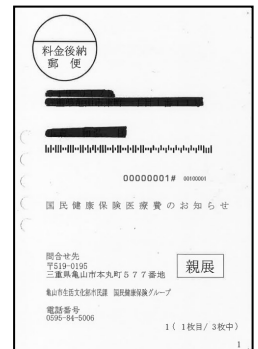 料金後納
郵便
00000001# 00100001
国民健康保険医療費のお知らせ
問合せ先
〒519-0195
三重県亀山市本丸町577番地
親展
亀山市生活文化部市民課 国民健康保険グループ
電話番号
0595-84-5006
1( 1枚目/ 3枚中)
1